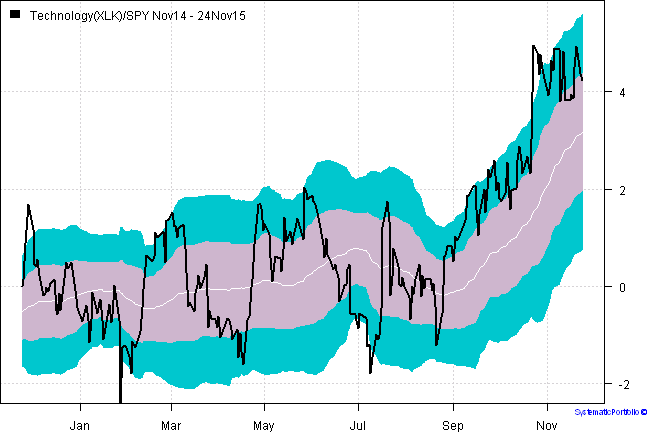 Technology(XLK)/SPY Nov14 - 24Nov15
4
2
0
-2
Jan Mar May Jul Sep Nov
SystematicPortfolio ©